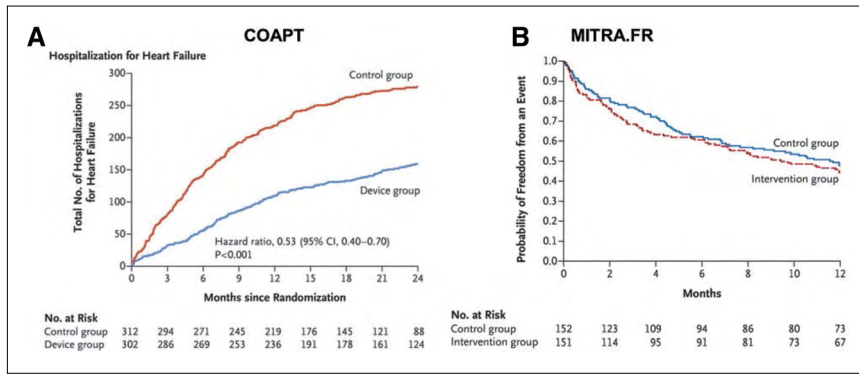 A
COAPT
Hospitalization for Heart Failure
Total No. of Hospitalizations
for Heart Failure
300
250
200
150
100
50
0
Control group
Device group
Hazard ratio, 0.53 (95% CI, 0.40–0.70)
P<0.001
0 3 6 9 12 15 18 21 24
Months since Randomization
No. at Risk
Control group 312 294 271 245 219 176 145 121 88
Device group 302 286 269 253 236 191 178 161 124
B
MITRA.FR
Probability of Freedom from an Event
1.0
0.9
0.8
0.7
0.6
0.5
0.4
0.3
0.2
0.1
0.0
Control group
Intervention group
0 2 4 6 8 10 12
Months
No. at Risk
Control group 152 123 109 94 86 80 73
Intervention group 151 114 95 91 81 73 67